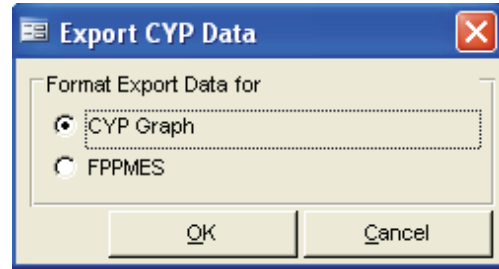 Export CYP Data
Format Export Data for
CYP Graph
FPPMES
OK Cancel